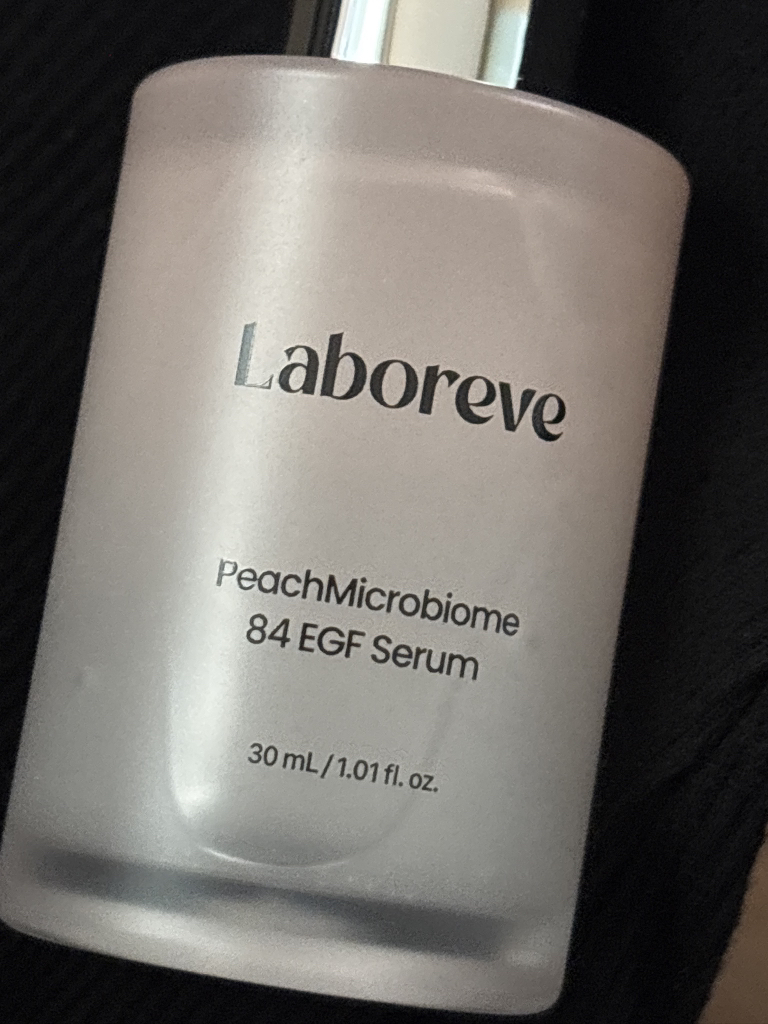 Laboreve
PeachMicrobiome
84 EGF Serum
30 mL / 1.01 fl. oz.